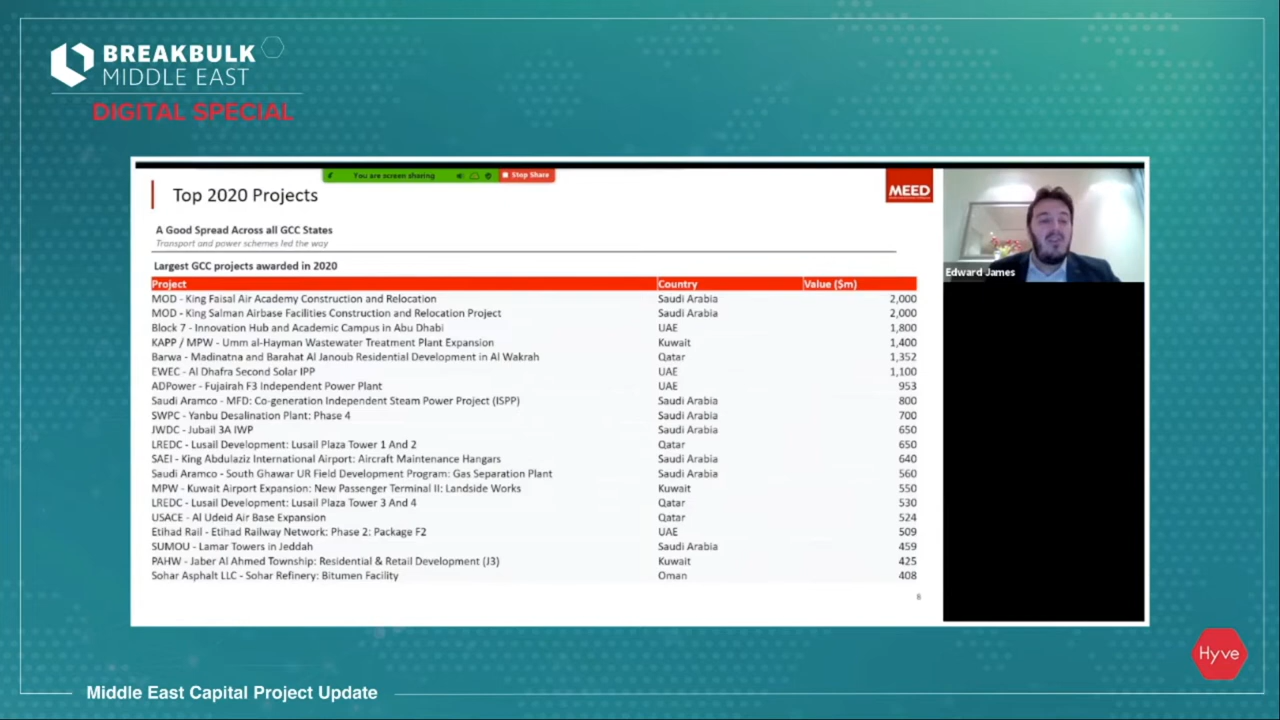 BREAKBULK
MIDDLE EAST
DIGITAL SPECIAL
You are screen sharing Stop Share
Top 2020 Projects
MEED
A Good Spread Across all GCC States
Transport and power schemes led the way
Largest GCC projects awarded in 2020
Project Country Value ($m)
MOD - King Faisal Air Academy Construction and Relocation Saudi Arabia 2,000
MOD - King Salman Airbase Facilities Construction and Relocation Project Saudi Arabia 2,000
Block 7 - Innovation Hub and Academic Campus in Abu Dhabi UAE 1,800
KAPP / MPW - Umm al-Hayman Wastewater Treatment Plant Expansion Kuwait 1,400
Barwa - Madinatna and Barahat Al Janoub Residential Development in Al Wakrah Qatar 1,352
EWEC - Al Dhafra Second Solar IPP UAE 1,100
ADPower - Fujairah F3 Independent Power Plant UAE 953
Saudi Aramco - MFD: Co-generation Independent Steam Power Project (ISPP) Saudi Arabia 800
SWPC - Yanbu Desalination Plant: Phase 4 Saudi Arabia 700
JWDC - Jubail 3A IWP Saudi Arabia 650
LREDC - Lusail Development: Lusail Plaza Tower 1 And 2 Qatar 650
SAEI - King Abdulaziz International Airport: Aircraft Maintenance Hangars Saudi Arabia 640
Saudi Aramco - South Ghawar UR Field Development Program: Gas Separation Plant Saudi Arabia 560
MPW - Kuwait Airport Expansion: New Passenger Terminal II: Landside Works Kuwait 550
LREDC - Lusail Development: Lusail Plaza Tower 3 And 4 Qatar 530
USACE - Al Udeid Air Base Expansion Qatar 524
Etihad Rail - Etihad Railway Network: Phase 2: Package F2 UAE 509
SUMOU - Lamar Towers in Jeddah Saudi Arabia 459
PAHW - Jaber Al Ahmed Township: Residential & Retail Development (J3) Kuwait 425
Sohar Asphalt LLC - Sohar Refinery: Bitumen Facility Oman 408
Edward James
Hyve
Middle East Capital Project Update